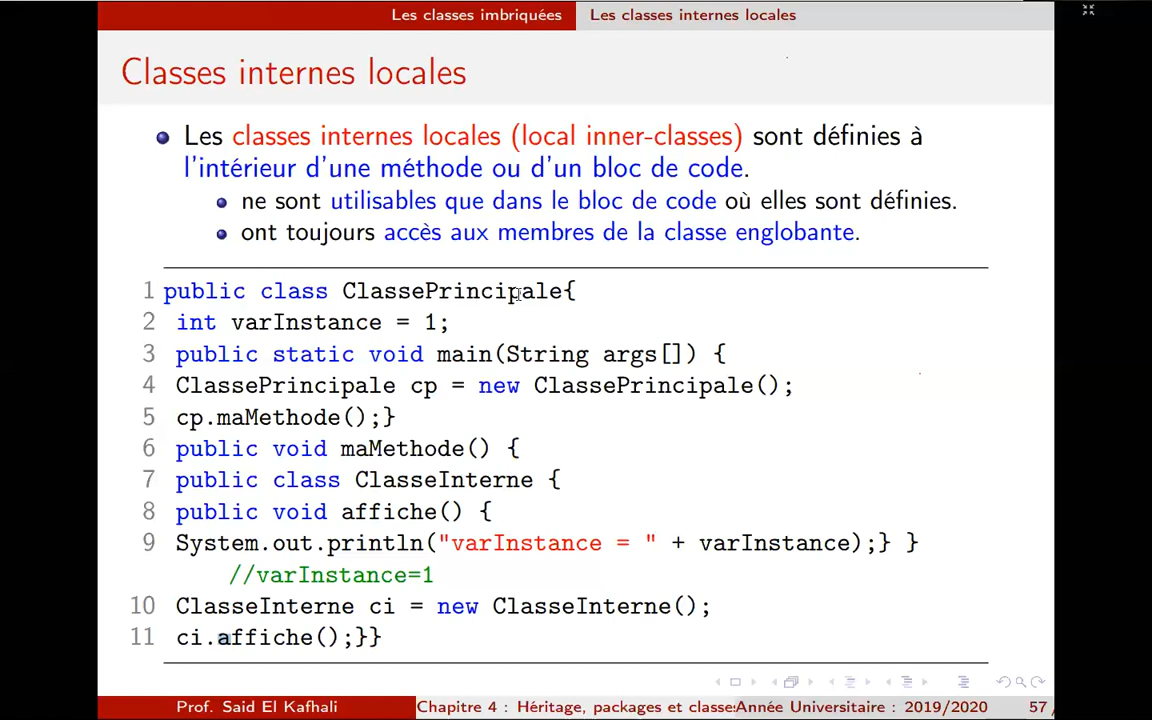 Les classes imbriquées Les classes internes locales
Classes internes locales
Les classes internes locales (local inner-classes) sont définies à
l'intérieur d'une méthode ou d'un bloc de code.
ne sont utilisables que dans le bloc de code où elles sont définies.
ont toujours accès aux membres de la classe englobante.
1 public class ClassePrincipale{
2 int varInstance = 1;
3 public static void main(String args[]) {
4 ClassePrincipale cp = new ClassePrincipale();
5 cp.maMethode();}
6 public void maMethode() {
7 public class ClasseInterne {
8 public void affiche() {
9 System.out.println("varInstance = " + varInstance);} }
//varInstance=1
10 ClasseInterne ci = new ClasseInterne();
11 ci.affiche();}}
Prof. Said El Kafhali Chapitre 4 : Héritage, packages et classes Année Universitaire : 2019/2020 57 /